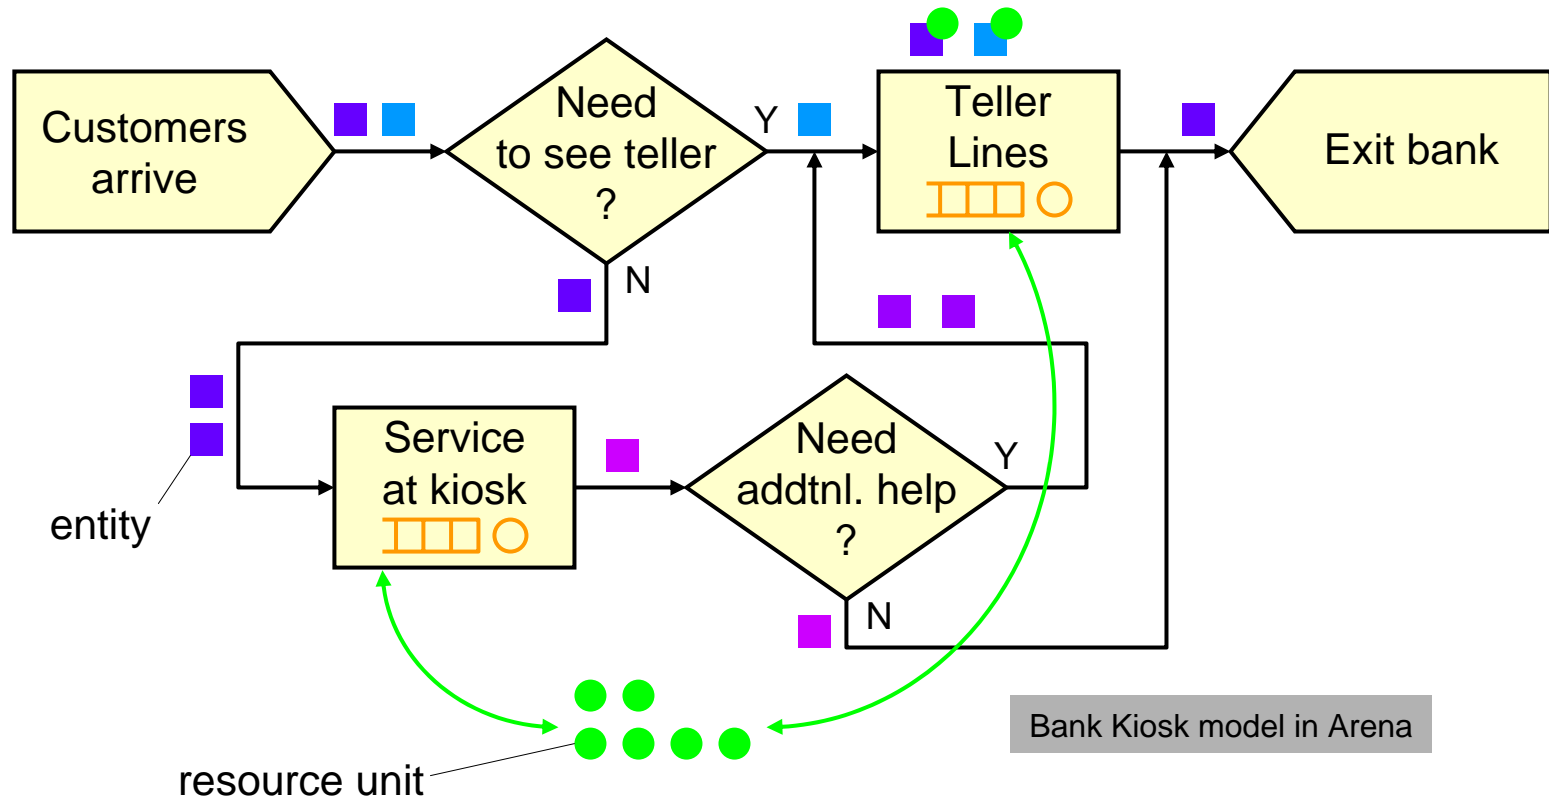 Customers
arrive
Need
to see teller
?
Y
N
Teller
Lines
Exit bank
Service
at kiosk
Need
addtnl. help
?
Y
N
entity
resource unit
Bank Kiosk model in Arena